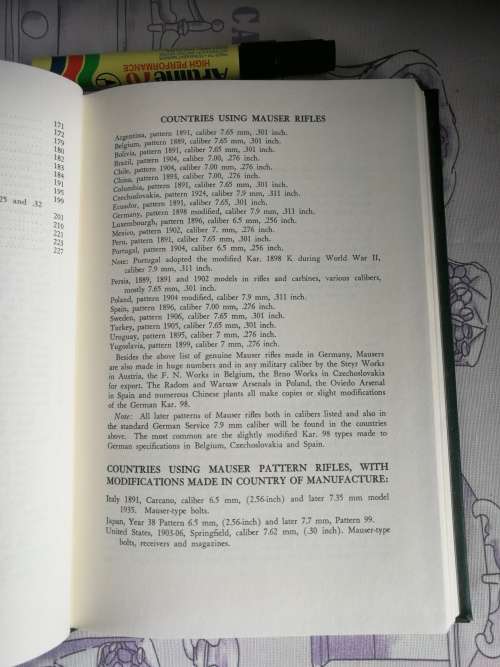 Artline 70
HIGH PERFORMANCE
171
172
179
180
182
183
184
191
195
25 and .32 199
201
210
221
223
227
COUNTRIES USING MAUSER RIFLES
Argentina, pattern 1891, caliber 7.65 mm, .301 inch.
Belgium, pattern 1889, caliber 7.65 mm, .301 inch.
Bolivia, pattern 1891, caliber 7.65 mm, .301 inch.
Brazil, pattern 1904, caliber 7.00, .276 inch.
Chile, pattern 1904, caliber 7.00 mm, .276 inch.
China, pattern 1895, caliber 7.00, .276 inch.
Columbia, pattern 1891, caliber 7.65 mm, .301 inch.
Czechoslovakia, pattern 1924, caliber 7.9 mm, .311 inch.
Ecuador, pattern 1891, caliber 7.65, .301 inch.
Germany, pattern 1898 modified, caliber 7.9 mm, .311 inch.
Luxembourgh, pattern 1896, caliber 6.5 mm, .256 inch.
Mexico, pattern 1902, caliber 7. mm, .276 inch.
Peru, pattern 1891, caliber 7.65 mm, .301 inch.
Portugal, pattern 1904, caliber 6.5 mm, .256 inch.
Note: Portugal adopted the modified Kar. 1898 K during World War II,
caliber 7.9 mm, .311 inch.
Persia, 1889, 1891 and 1902 models in rifles and carbines, various calibers,
mostly 7.65 mm, .301 inch.
Poland, pattern 1904 modified, caliber 7.9 mm, .311 inch.
Spain, pattern 1896, caliber 7.00 mm, .276 inch.
Sweden, pattern 1906, caliber 7.65 mm, .301 inch.
Turkey, pattern 1905, caliber 7.65 mm, .301 inch.
Uruguay, pattern 1895, caliber 7 mm, .276 inch.
Yugoslavia, pattern 1899, caliber 7 mm, .276 inch.
Besides the above list of genuine Mauser rifles made in Germany, Mausers
are also made in huge numbers and in any military caliber by the Steyr Works
in Austria, the F. N. Works in Belgium, the Brno Works in Czechoslovakia
for export. The Radom and Warsaw Arsenals in Poland, the Oviedo Arsenal
in Spain and numerous Chinese plants all make copies or slight modifications
of the German Kar. 98.
Note: All later patterns of Mauser rifles both in calibers listed and also in
the standard German Service 7.9 mm caliber will be found in the countries
above. The most common are the slightly modified Kar. 98 types made to
German specifications in Belgium, Czechoslovakia and Spain.
COUNTRIES USING MAUSER PATTERN RIFLES, WITH
MODIFICATIONS MADE IN COUNTRY OF MANUFACTURE:
Italy 1891, Carcano, caliber 6.5 mm, (2.56-inch) and later 7.35 mm model
1935. Mauser-type bolts.
Japan, Year 38 Pattern 6.5 mm, (2.56-inch) and later 7.7 mm, Pattern 99.
United States, 1903-06, Springfield, caliber 7.62 mm, (.30 inch). Mauser-type
bolts, receivers and magazines.